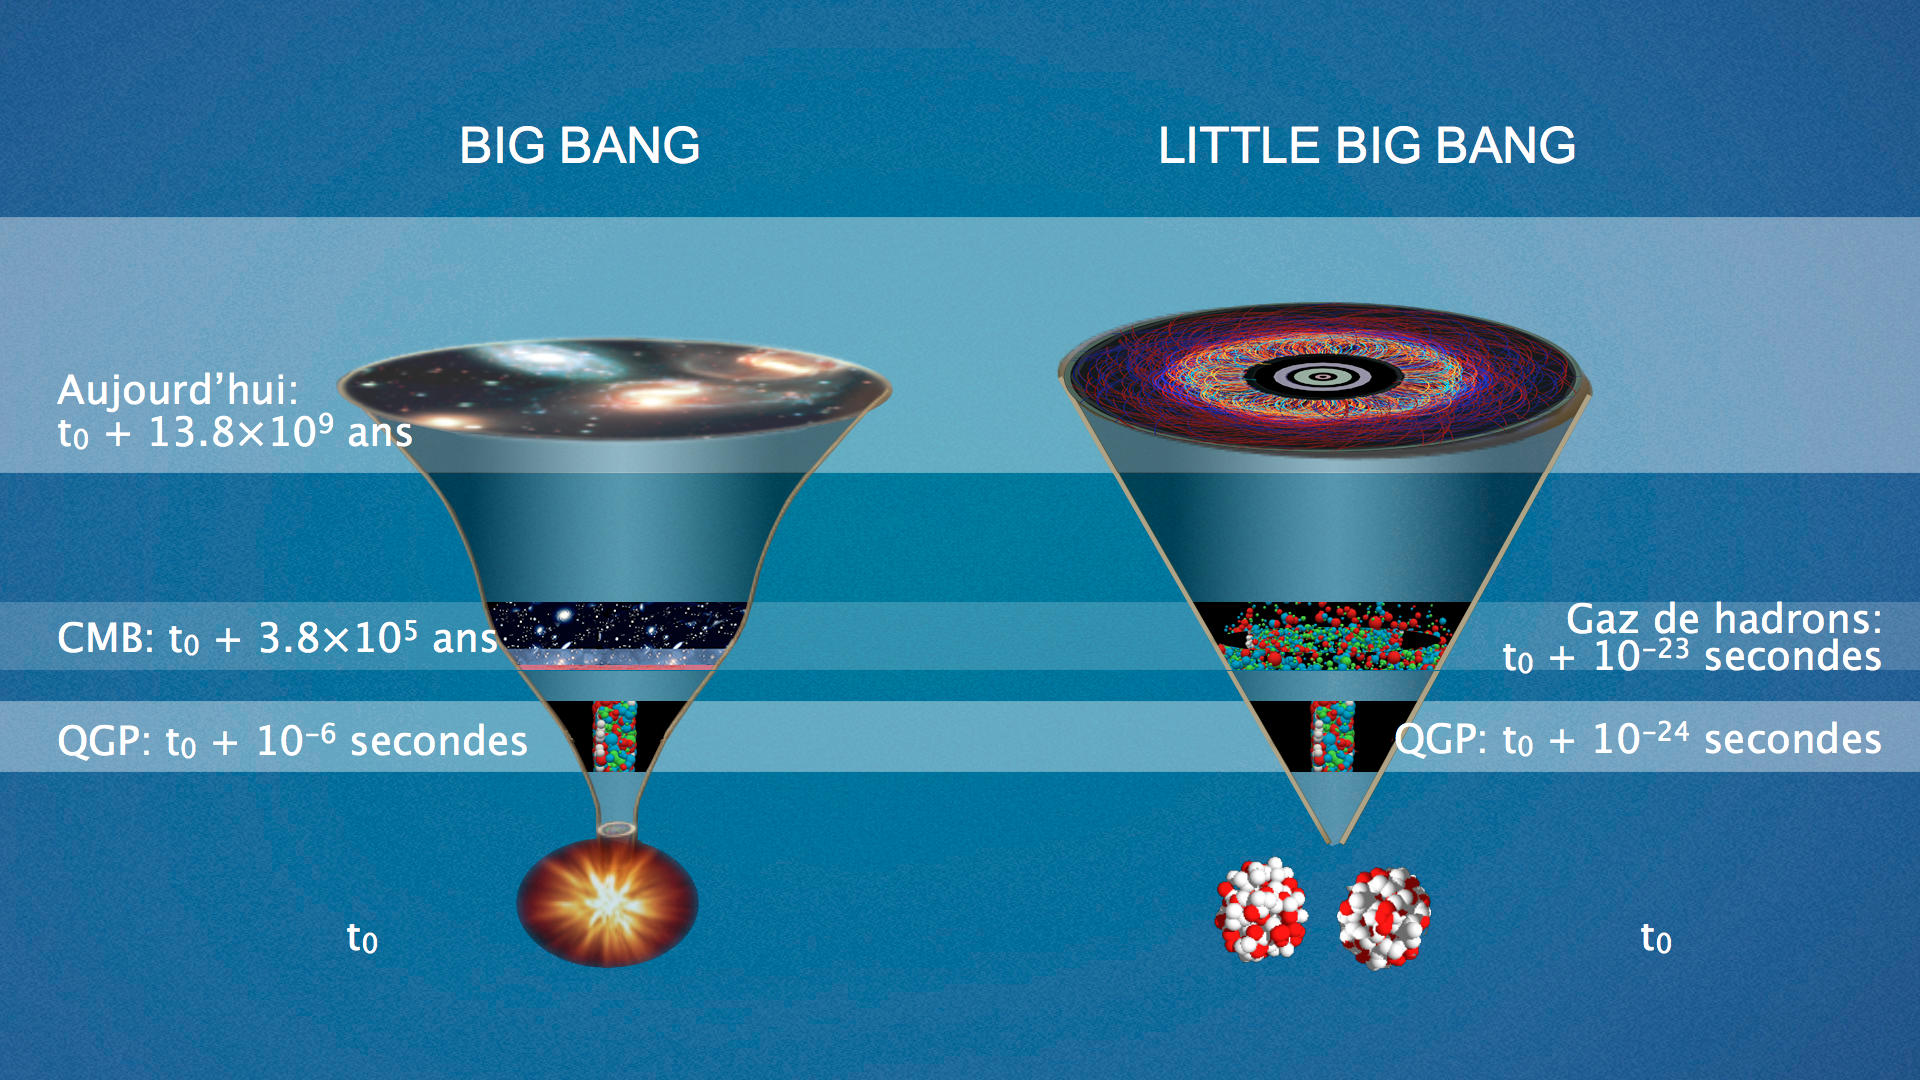 BIG BANG
LITTLE BIG BANG
Aujourd’hui:
t₀ + 13.8×10⁹ ans
CMB: t₀ + 3.8×10⁵ ans
Gaz de hadrons:
t₀ + 10⁻²³ secondes
QGP: t₀ + 10⁻⁶ secondes
QGP: t₀ + 10⁻²⁴ secondes
t₀
t₀